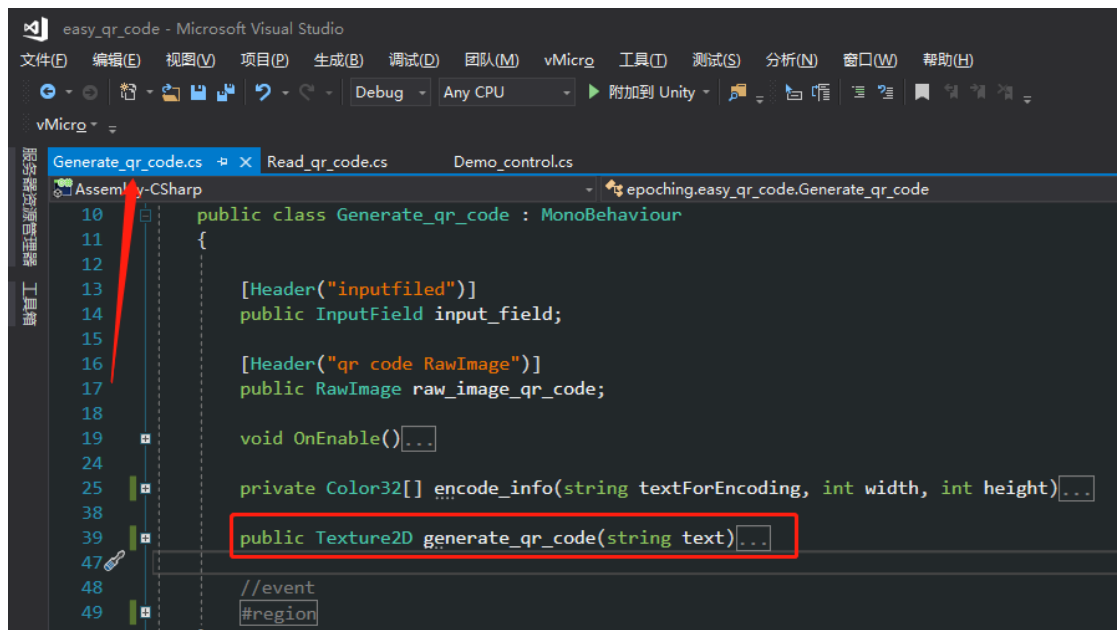 easy_qr_code - Microsoft Visual Studio
文件(F) 编辑(E) 视图(V) 项目(P) 生成(B) 调试(D) 团队(M) vMicro 工具(T) 测试(S) 分析(N) 窗口(W) 帮助(H)
Debug Any CPU 附加到 Unity
vMicro
服务器资源管理器
工具箱
Generate_qr_code.cs Read_qr_code.cs Demo_control.cs
Assembly-CSharp epoching.easy_qr_code.Generate_qr_code
10 public class Generate_qr_code : MonoBehaviour
11 {
12
13 [Header("inputfiled")]
14 public InputField input_field;
15
16 [Header("qr code RawImage")]
17 public RawImage raw_image_qr_code;
18
19 void OnEnable()...
24
25 private Color32[] encode_info(string textForEncoding, int width, int height)...
38
39 public Texture2D generate_qr_code(string text)...
47
48 //event
49 #region